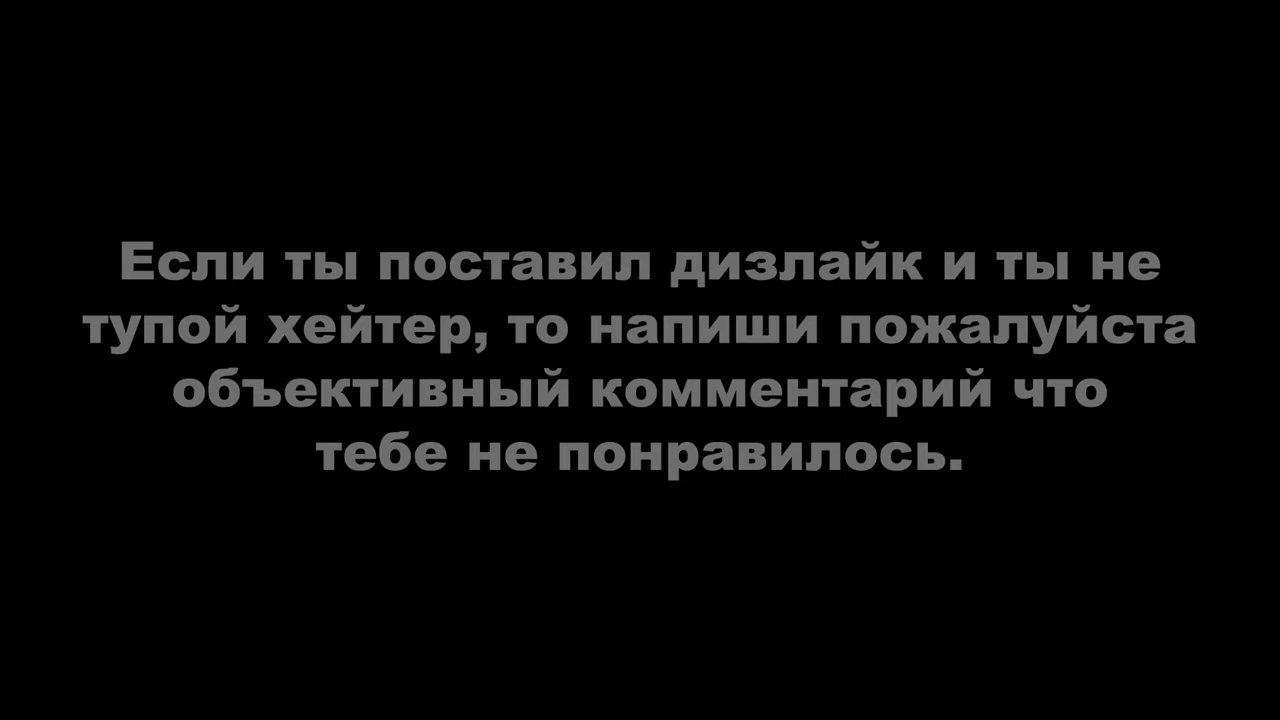 Если ты поставил дизлайк и ты не
тупой хейтер, то напиши пожалуйста
объективный комментарий что
тебе не понравилось.